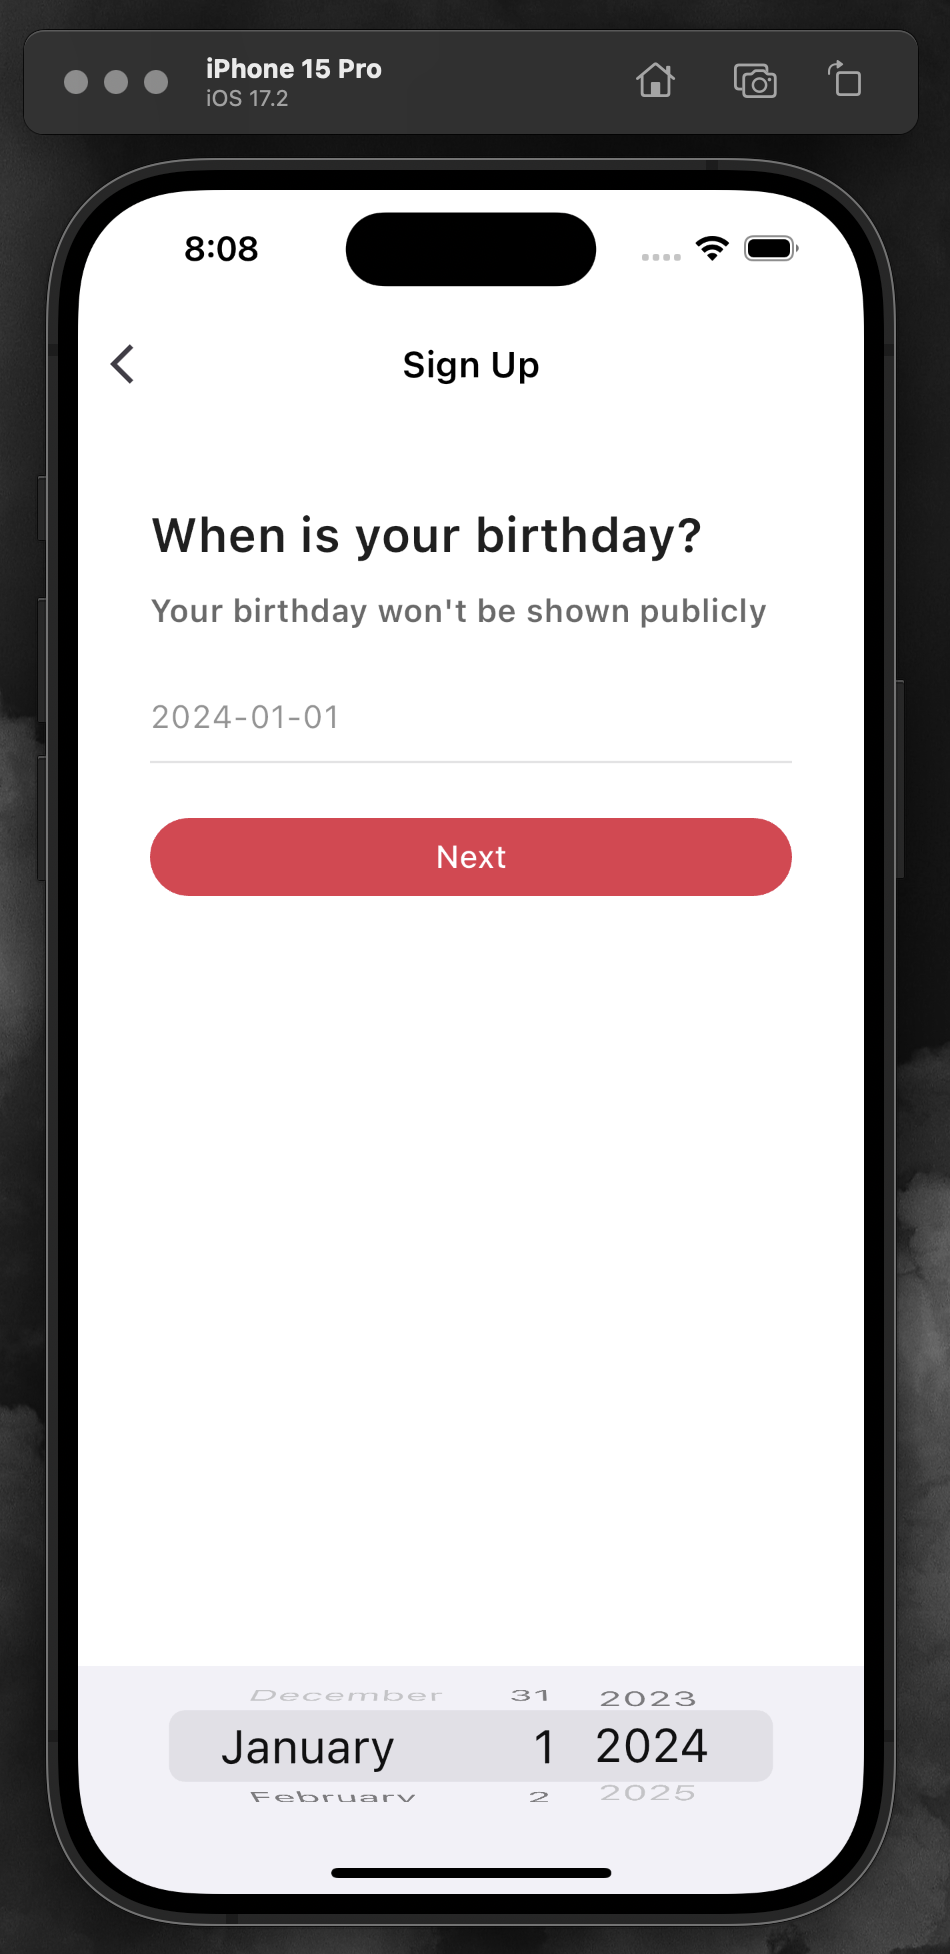 iPhone 15 Pro
iOS 17.2
8:08
Sign Up
When is your birthday?
Your birthday won't be shown publicly
2024-01-01
Next
December 31 2023
January 1 2024
February 2 2025